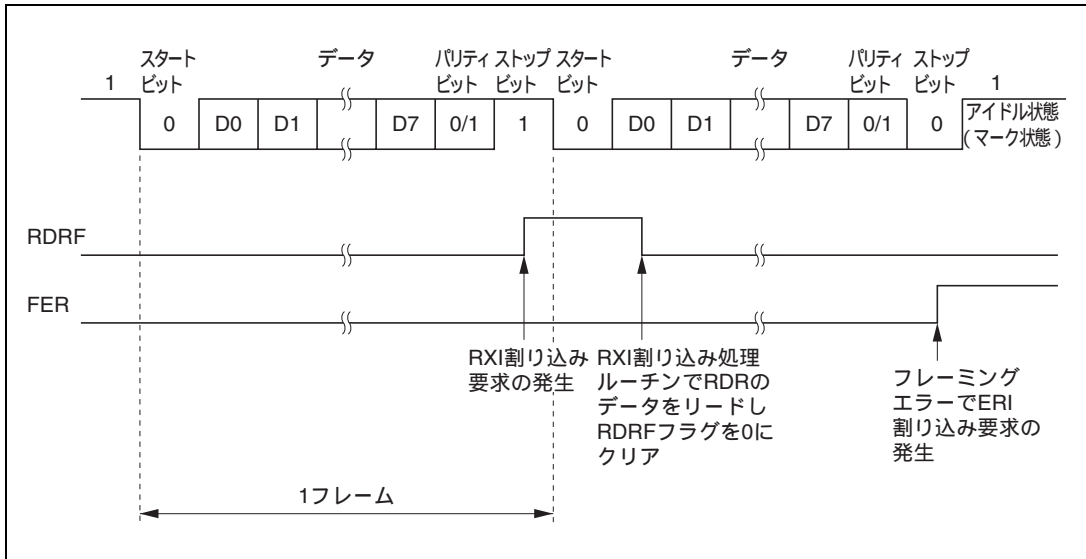 スタート
ビット
データ
パリティ
ビット
ストップ
ビット
スタート
ビット
データ
パリティ
ビット
ストップ
ビット
1
0
D0
D1
D7
0/1
1
0
D0
D1
D7
0/1
0
1
アイドル状態
(マーク状態)
RDRF
FER
RXI割り込み
要求の発生
RXI割り込み処理
ルーチンでRDRの
データをリードし
RDRFフラグを0に
クリア
フレーミング
エラーでERI
割り込み要求の
発生
1フレーム